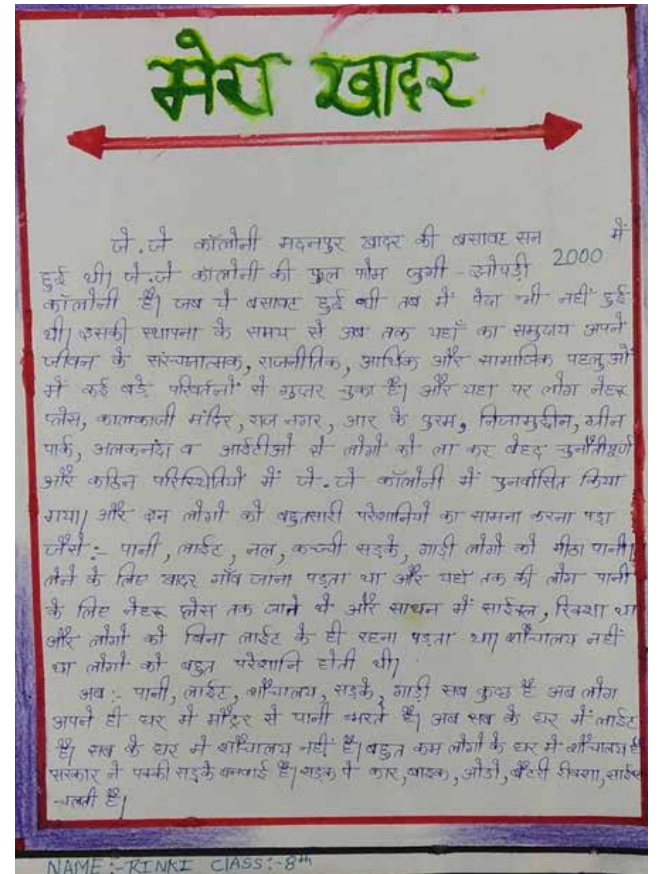 मेरा खादर
जे.जे कॉलोनी मदनपुर खादर की बसावट सन 2000 में
हुई थी। जे.जे कॉलोनी की फुल फोम जुगी-झोपड़ी
कॉलोनी है। जब ये बसावट हुई थी तब में पैदा भी नहीं हुई
थी। इसकी स्थापना के समय से अब तक यहाँ का समुदाय अपने
जीवन के संरचनात्मक, राजनीतिक, आर्थिक और सामाजिक पहलुओं
में कई बडे परिवर्तनों से गुजर चुका है। और यहा पर लोग नेहरू
प्लेस, कालकाजी मंदिर, राज नगर, आर के पुरम, निजामुद्दीन, ग्रीन
पार्क, अलकनंदा व आईटीओ से लोगों को ला कर बेहद चुनौतीपूर्ण
और कठिन परिस्थितियों में जे.जे कॉलोनी में पुनर्वासित किया
गया। और इन लोगों को बहुतसारी परेशानियों का सामना करना पडा
जैसे:- पानी, लाईट, नल, कच्ची सड़के, गाडी लोगों को मीठा पानी।
लेने के लिए खादर गाँव जाना पड़ता था और यहाँ तक की लोग पानी
के लिए नेहरू प्लेस तक जाते थे और साधन में साईकल, रिक्शा था
और लोगों को बिना लाईट के ही रहना पड़ता था। शौचालय नहीं
था लोगों को बहुत परेशानि होती थी।
अब:- पानी, लाईट, शौचालय, सड़के, गाडी सब कुछ है अब लोग
अपने ही घर में मोटर से पानी भरते है। अब सब के घर में लाईट
है। सब के घर में शौचालय नहीं है। बहुत कम लोगों के घर में शौचालय है
सरकार ने पक्की सड़के बनवाई है। सड़क पे कार, बाइक, ओटो, बैटरी रिक्शा, साईकल
चलती है।
NAME:-RINKI CLASS:-8th